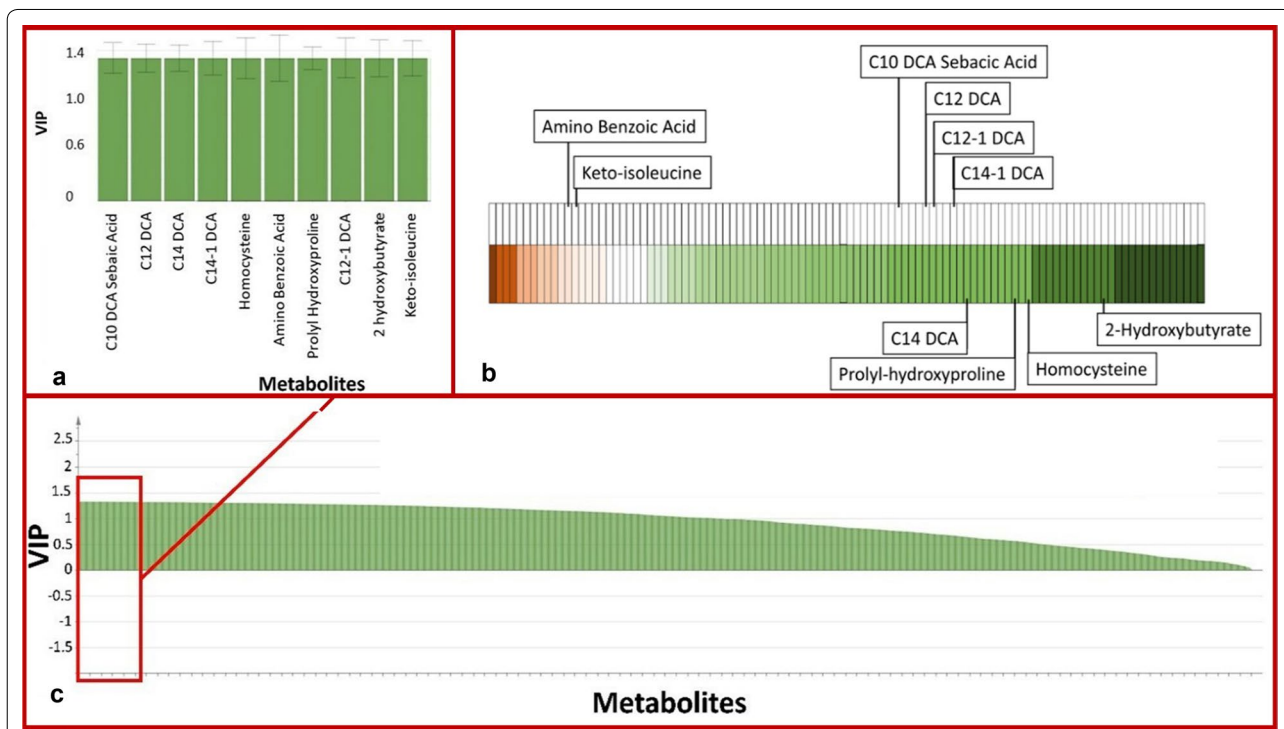 1.4
1.0
0.6
0
VIP
C10 DCA Sebaic Acid
C12 DCA
C14 DCA
C14-1 DCA
Homocysteine
Amino Benzoic Acid
Prolyl Hydroxyproline
C12-1 DCA
2 hydroxybutyrate
Keto-isoleucine
a
Metabolites
C10 DCA Sebacic Acid
C12 DCA
Amino Benzoic Acid
C12-1 DCA
Keto-isoleucine
C14-1 DCA
C14 DCA
2-Hydroxybutyrate
Prolyl-hydroxyproline
Homocysteine
b
2.5
2
1.5
1
0.5
0
-0.5
-1
-1.5
VIP
c
Metabolites